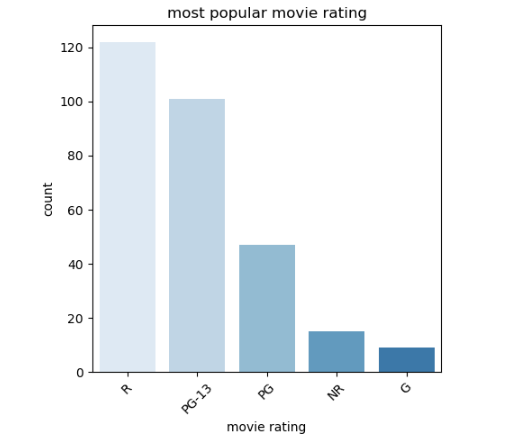 most popular movie rating
120
100
80
60
40
20
0
count
R
PG-13
PG
NR
G
movie rating